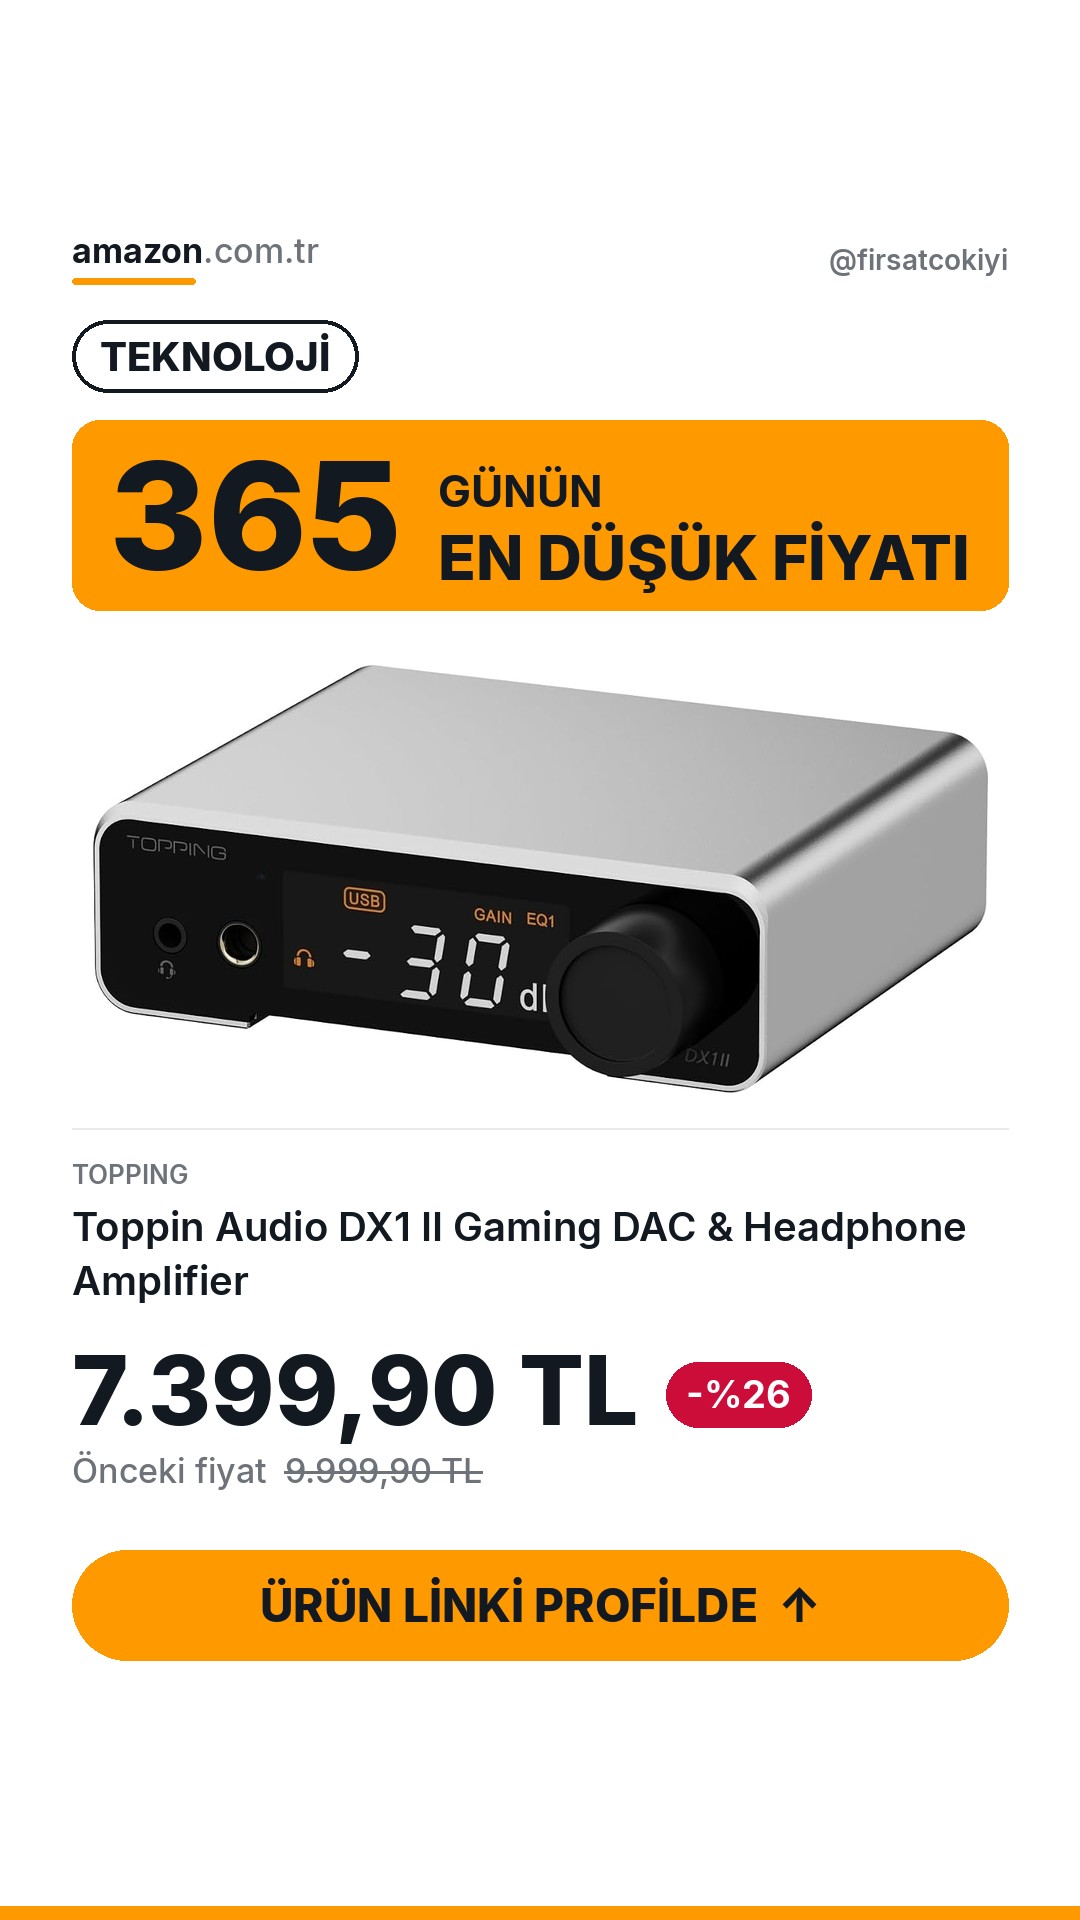 amazon.com.tr
@firsatcokiyi
TEKNOLOJİ
365 GÜNÜN
EN DÜŞÜK FİYATI
TOPPING
USB
GAIN EQ1
-30
DX1II
TOPPING
Toppin Audio DX1 II Gaming DAC & Headphone
Amplifier
7.399,90 TL -%26
Önceki fiyat 9.999,90 TL
ÜRÜN LİNKİ PROFİLDE ↑